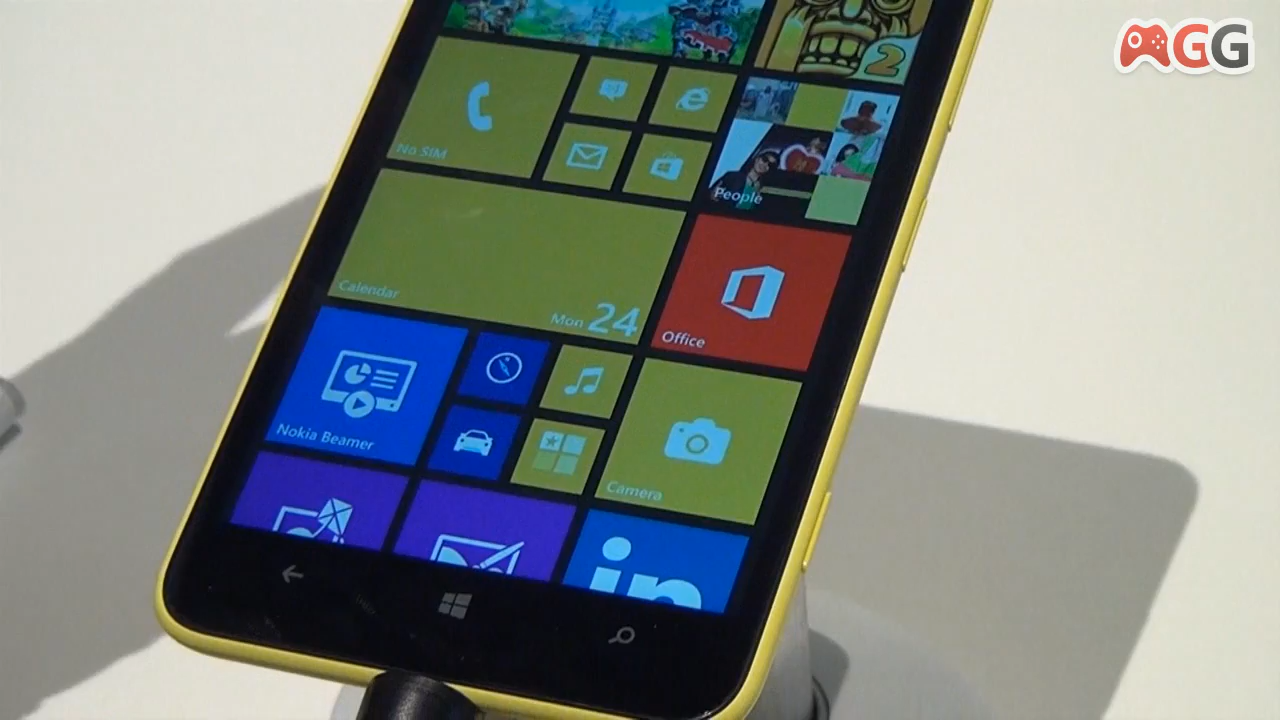 GG
2
No SIM
People
Calendar
Mon 24
Office
Nokia Beamer
Camera
in